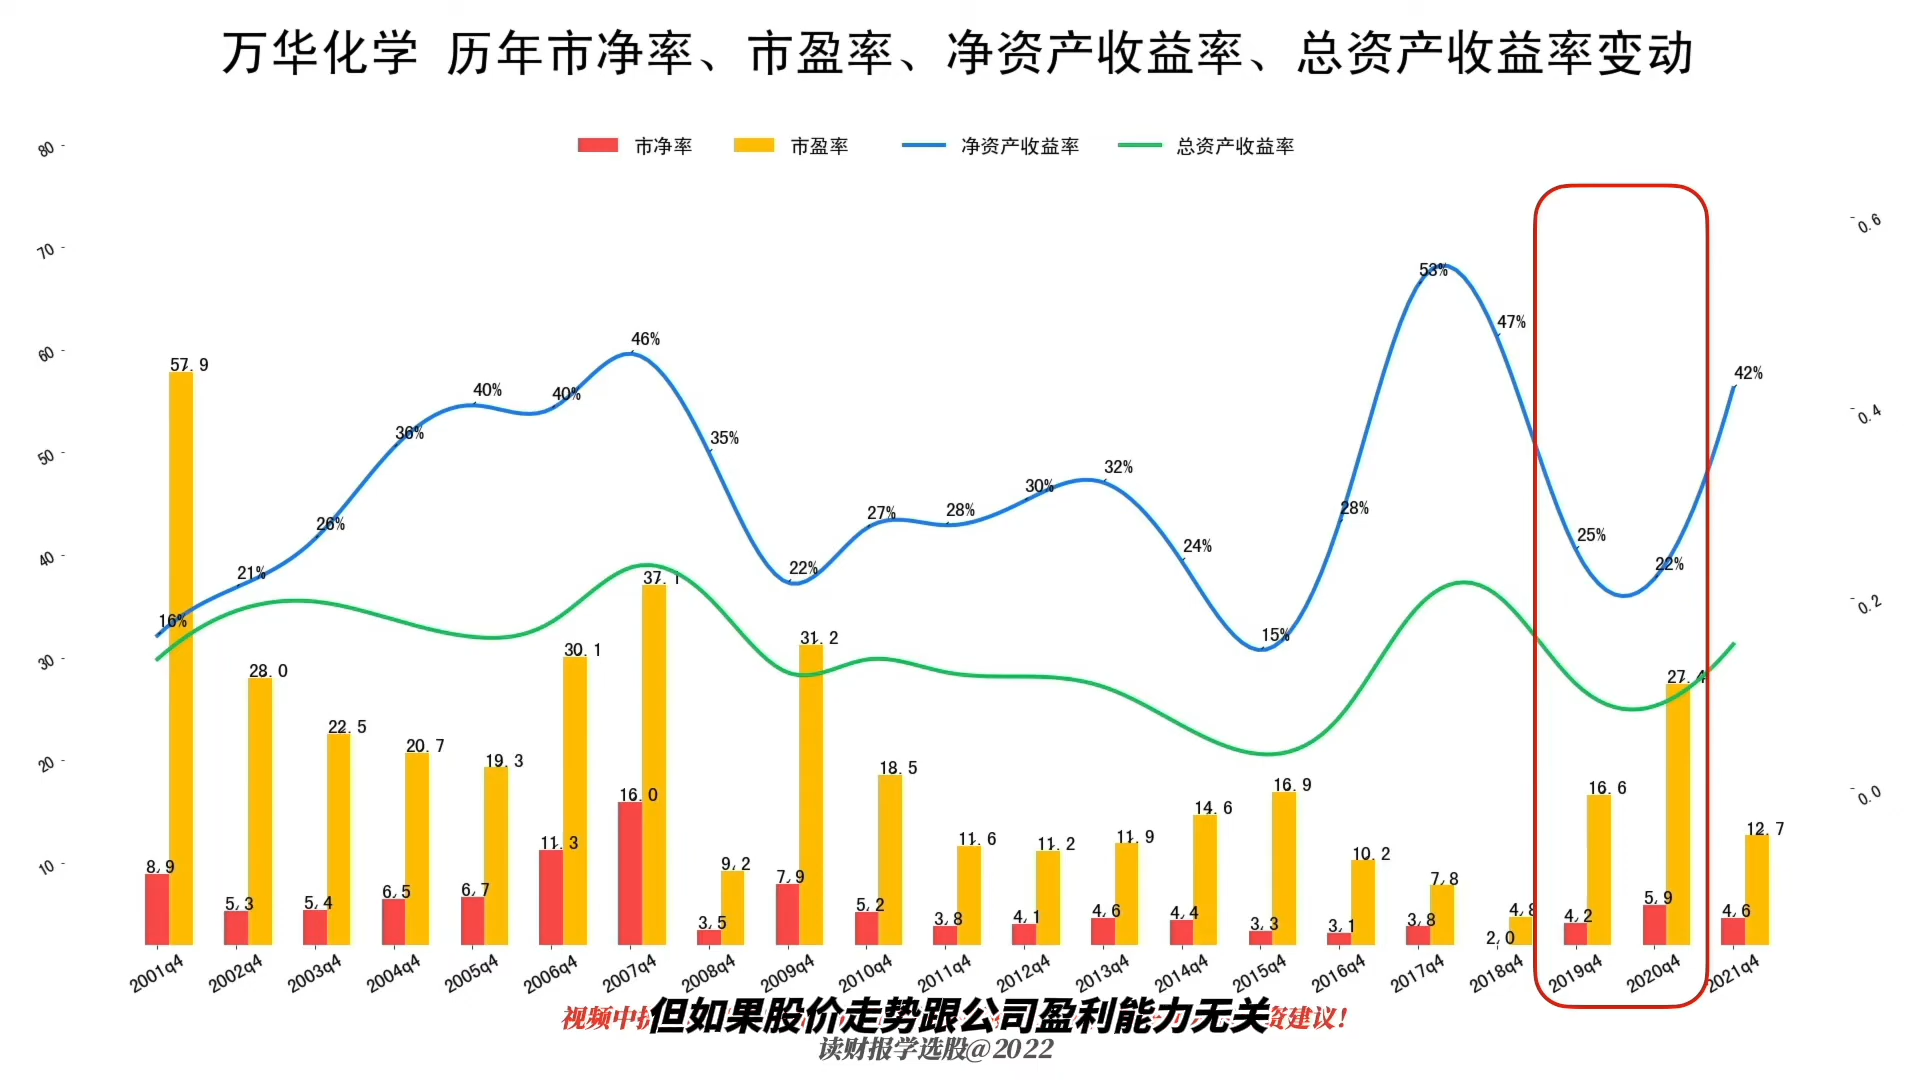 万华化学 历年市净率、市盈率、净资产收益率、总资产收益率变动
市净率 市盈率 净资产收益率 总资产收益率
80
70
60
50
40
30
20
10
0.6
0.4
0.2
0.0
16% 21% 26% 36% 40% 40% 46% 35% 22% 27% 28% 30% 32% 24% 15% 28% 53% 47% 25% 22% 42%
57.9 28.0 22.5 20.7 19.3 30.1 37.1 9.2 31.2 18.5 11.6 11.2 11.9 14.6 16.9 10.2 7.8 4.8 16.6 27.4 12.7
8.9 5.3 5.4 6.5 6.7 11.3 16.0 3.5 7.9 5.2 3.8 4.1 4.6 4.4 3.3 3.1 3.8 2.0 4.2 5.9 4.6
2001q4 2002q4 2003q4 2004q4 2005q4 2006q4 2007q4 2008q4 2009q4 2010q4 2011q4 2012q4 2013q4 2014q4 2015q4 2016q4 2017q4 2018q4 2019q4 2020q4 2021q4
视频中 资建议！
但如果股价走势跟公司盈利能力无关
读财报学选股@2022